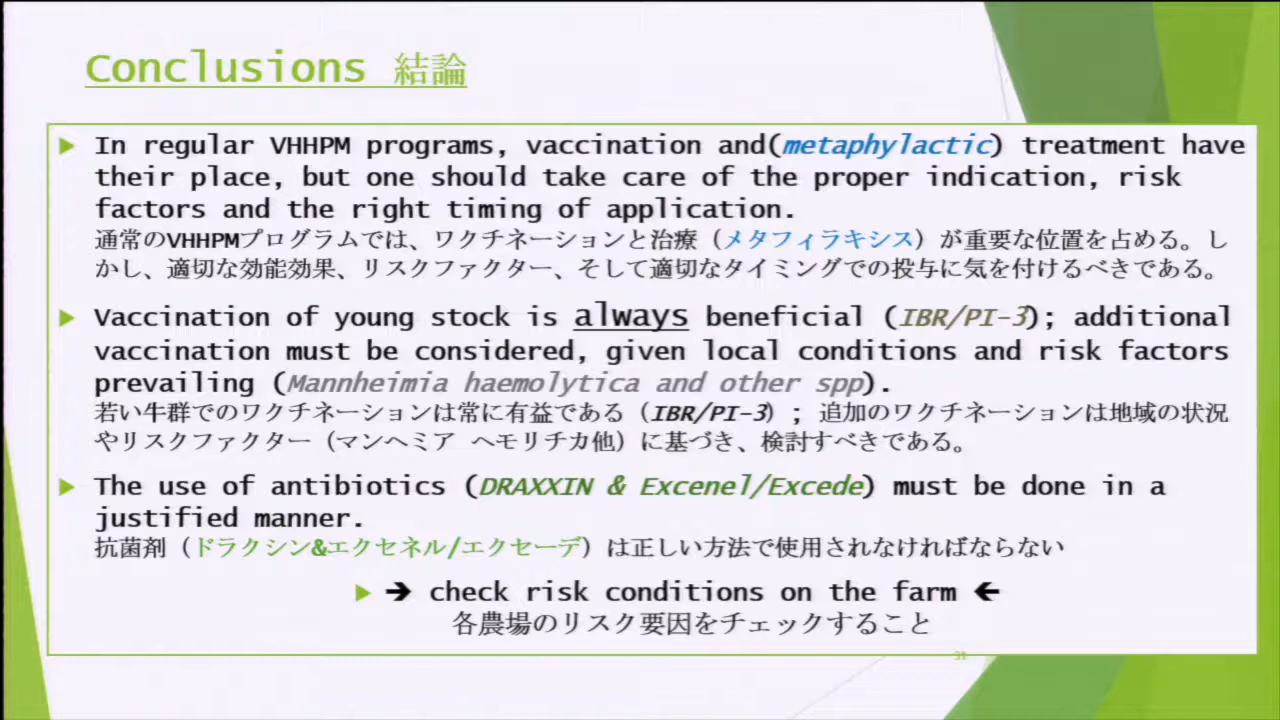 Conclusions 結論
In regular VHHPM programs, vaccination and(metaphylactic) treatment have
their place, but one should take care of the proper indication, risk
factors and the right timing of application.
通常のVHHPMプログラムでは、ワクチネーションと治療（メタフィラキシス）が重要な位置を占める。し
かし、適切な効能効果、リスクファクター、そして適切なタイミングでの投与に気を付けるべきである。
Vaccination of young stock is always beneficial (IBR/PI-3); additional
vaccination must be considered, given local conditions and risk factors
prevailing (Mannheimia haemolytica and other spp).
若い牛群でのワクチネーションは常に有益である（IBR/PI-3）; 追加のワクチネーションは地域の状況
やリスクファクター（マンヘミア ヘモリチカ他）に基づき、検討すべきである。
The use of antibiotics (DRAXXIN & Excenel/Excede) must be done in a
justified manner.
抗菌剤（ドラクシン&エクセネル/エクセーデ）は正しい方法で使用されなければならない
➔ check risk conditions on the farm 🡸
各農場のリスク要因をチェックすること